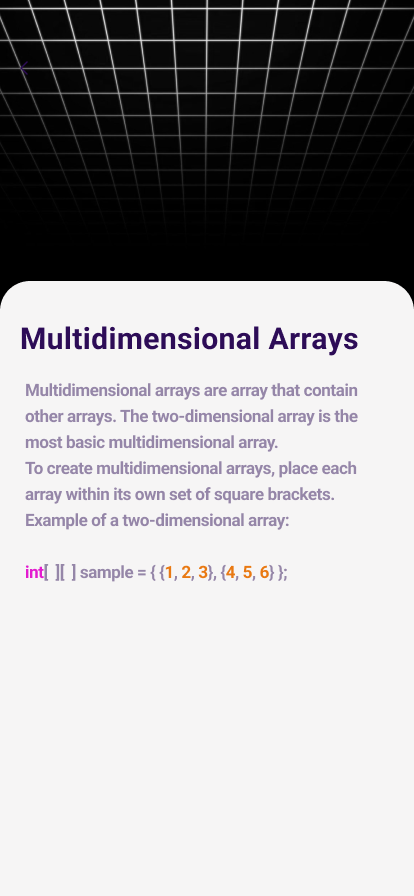 Multidimensional Arrays
Multidimensional arrays are array that contain
other arrays. The two-dimensional array is the
most basic multidimensional array.
To create multidimensional arrays, place each
array within its own set of square brackets.
Example of a two-dimensional array:
int[  ][  ] sample = { {1, 2, 3}, {4, 5, 6} };